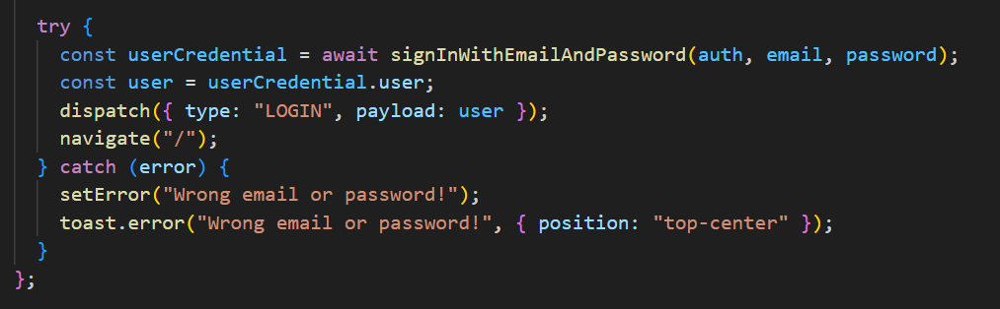 try {
const userCredential = await signInWithEmailAndPassword(auth, email, password);
const user = userCredential.user;
dispatch({ type: "LOGIN", payload: user });
navigate("/");
} catch (error) {
setError("Wrong email or password!");
toast.error("Wrong email or password!", { position: "top-center" });
}
};